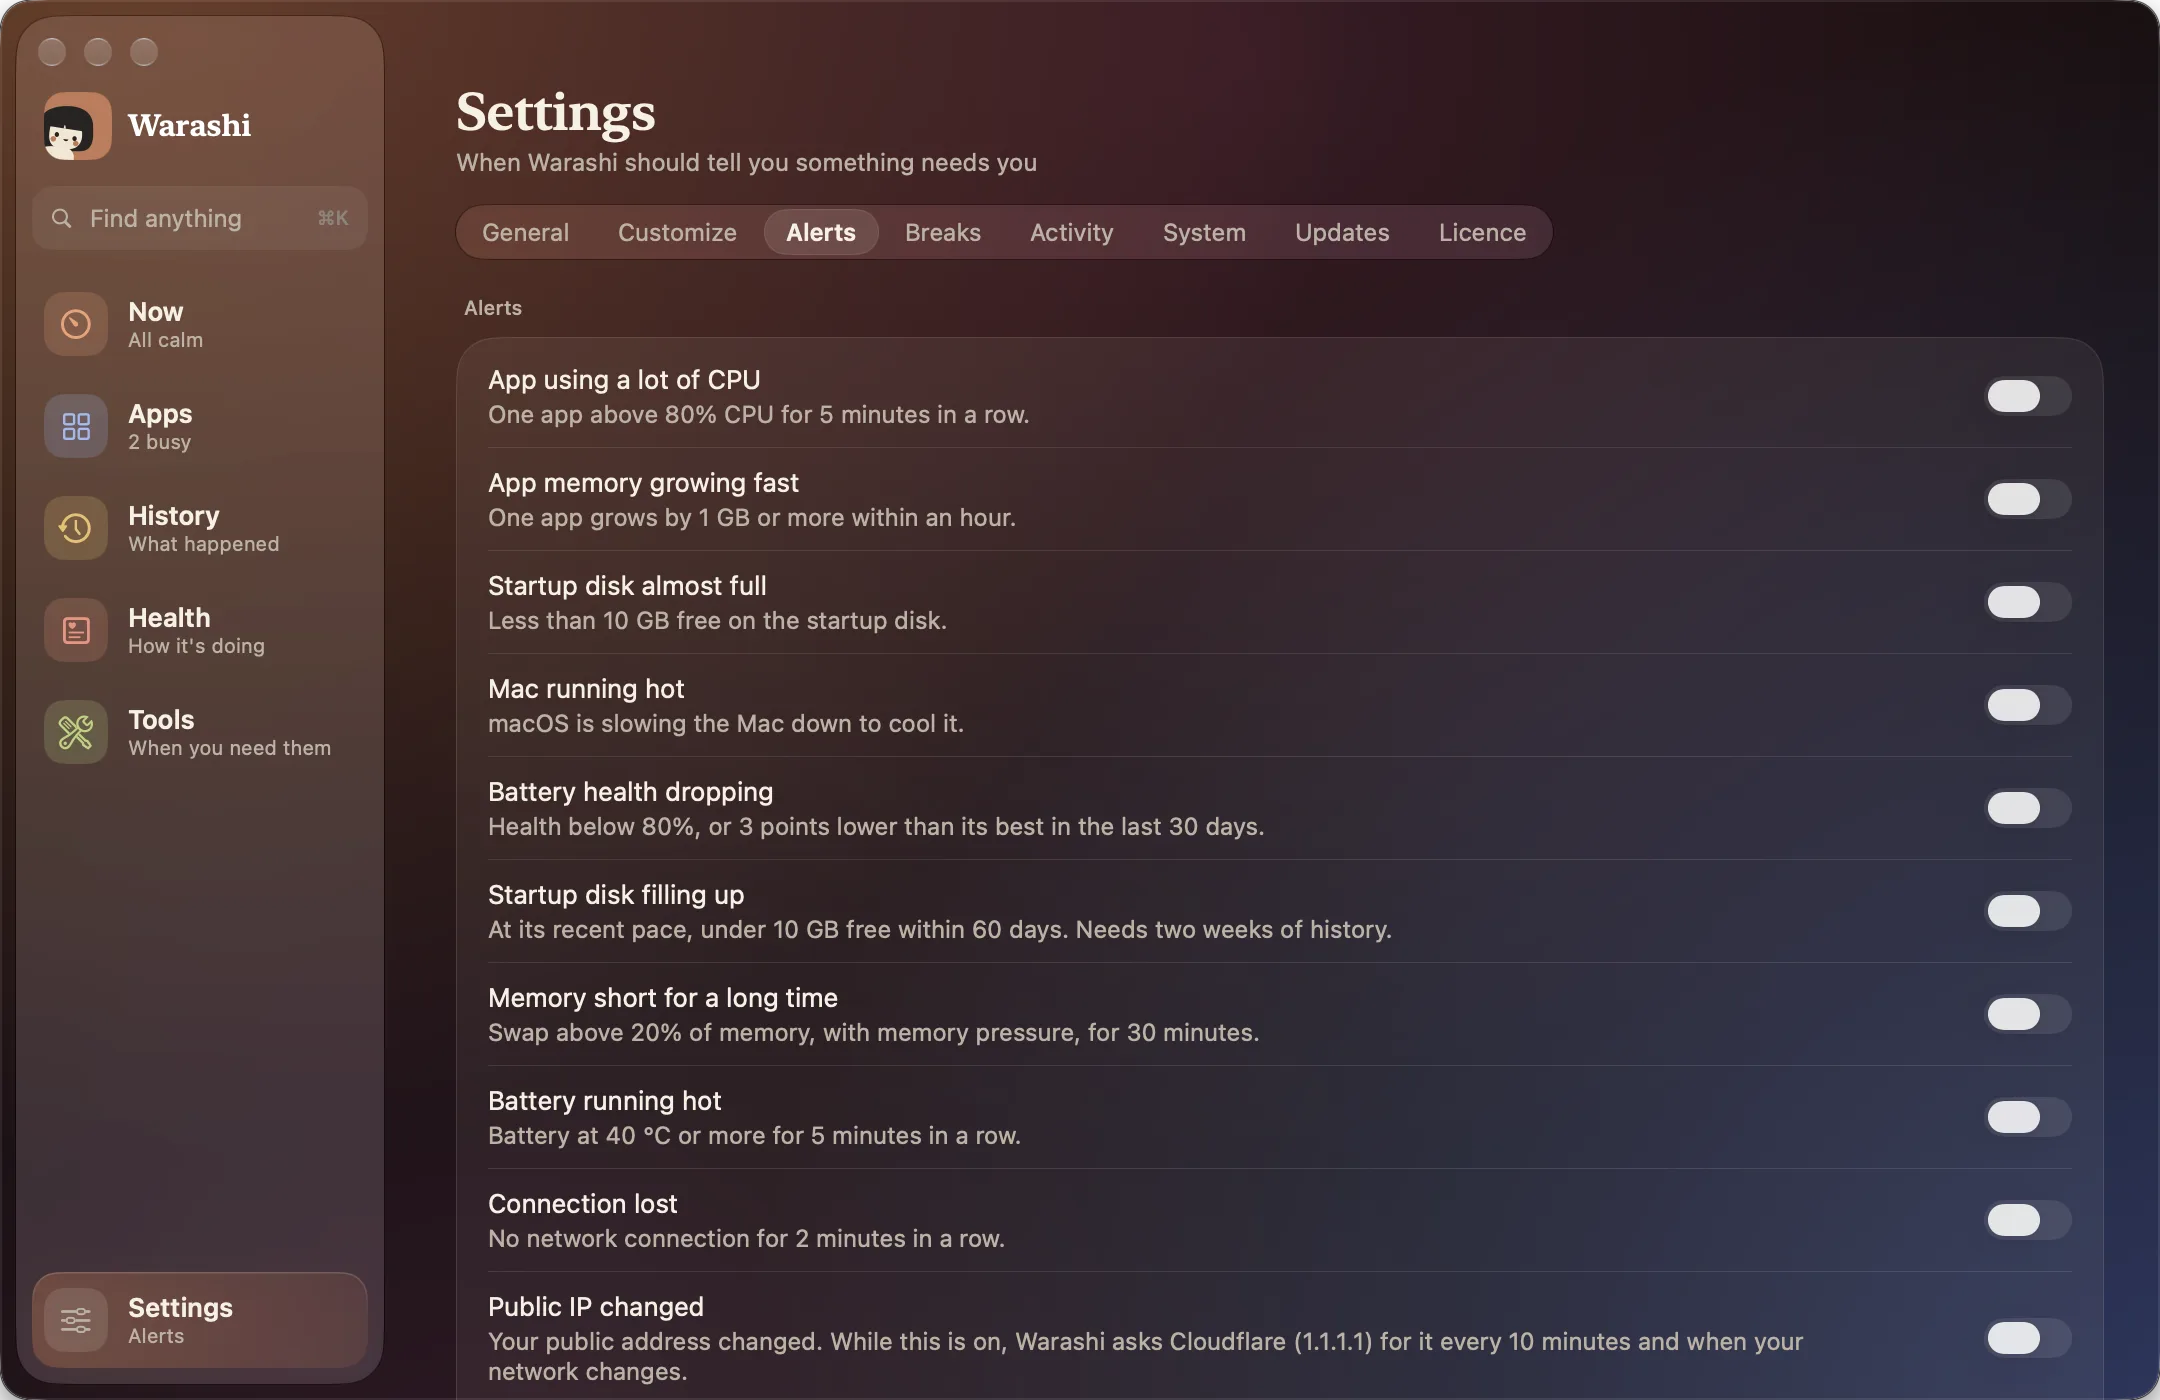 Warashi
Find anything ⌘K
Now
All calm
Apps
2 busy
History
What happened
Health
How it's doing
Tools
When you need them
Settings
Alerts
Settings
When Warashi should tell you something needs you
General Customize Alerts Breaks Activity System Updates Licence
Alerts
App using a lot of CPU
One app above 80% CPU for 5 minutes in a row.
App memory growing fast
One app grows by 1 GB or more within an hour.
Startup disk almost full
Less than 10 GB free on the startup disk.
Mac running hot
macOS is slowing the Mac down to cool it.
Battery health dropping
Health below 80%, or 3 points lower than its best in the last 30 days.
Startup disk filling up
At its recent pace, under 10 GB free within 60 days. Needs two weeks of history.
Memory short for a long time
Swap above 20% of memory, with memory pressure, for 30 minutes.
Battery running hot
Battery at 40 °C or more for 5 minutes in a row.
Connection lost
No network connection for 2 minutes in a row.
Public IP changed
Your public address changed. While this is on, Warashi asks Cloudflare (1.1.1.1) for it every 10 minutes and when your
network changes.